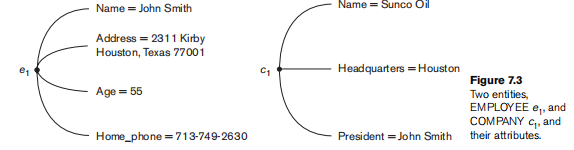 Name = John Smith
Address = 2311 Kirby
Houston, Texas 77001
e1
Age = 55
Home_phone = 713-749-2630
Name = Sunco Oil
c1
Headquarters = Houston
President = John Smith
Figure 7.3
Two entities,
EMPLOYEE e1, and
COMPANY c1, and
their attributes.